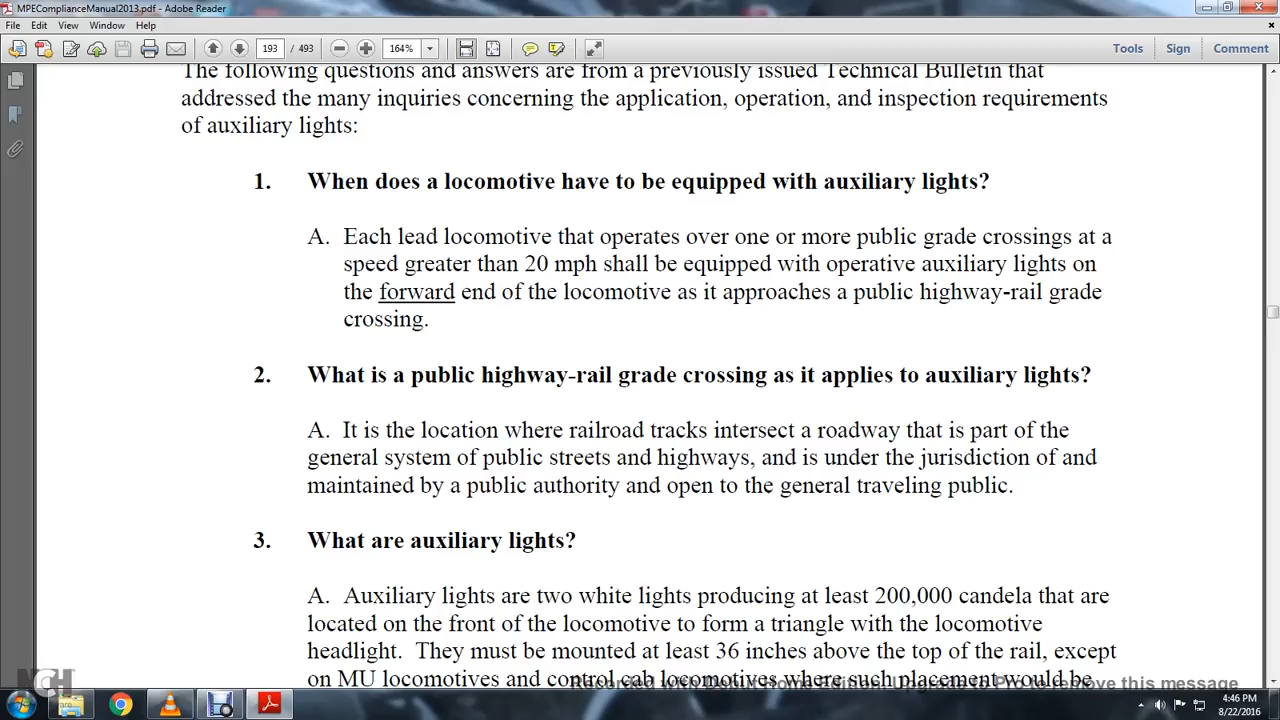 MPEComplianceManual2013.pdf - Adobe Reader
File Edit View Window Help
193 / 493 164% Tools Sign Comment
The following questions and answers are from a previously issued Technical Bulletin that
addressed the many inquiries concerning the application, operation, and inspection requirements
of auxiliary lights:
1. When does a locomotive have to be equipped with auxiliary lights?
A. Each lead locomotive that operates over one or more public grade crossings at a
speed greater than 20 mph shall be equipped with operative auxiliary lights on
the forward end of the locomotive as it approaches a public highway-rail grade
crossing.
2. What is a public highway-rail grade crossing as it applies to auxiliary lights?
A. It is the location where railroad tracks intersect a roadway that is part of the
general system of public streets and highways, and is under the jurisdiction of and
maintained by a public authority and open to the general traveling public.
3. What are auxiliary lights?
A. Auxiliary lights are two white lights producing at least 200,000 candela that are
located on the front of the locomotive to form a triangle with the locomotive
headlight. They must be mounted at least 36 inches above the top of the rail, except
on MU locomotives and control cab locomotives where such placement would be
to remove this message
NCH
4:46 PM
8/22/2016